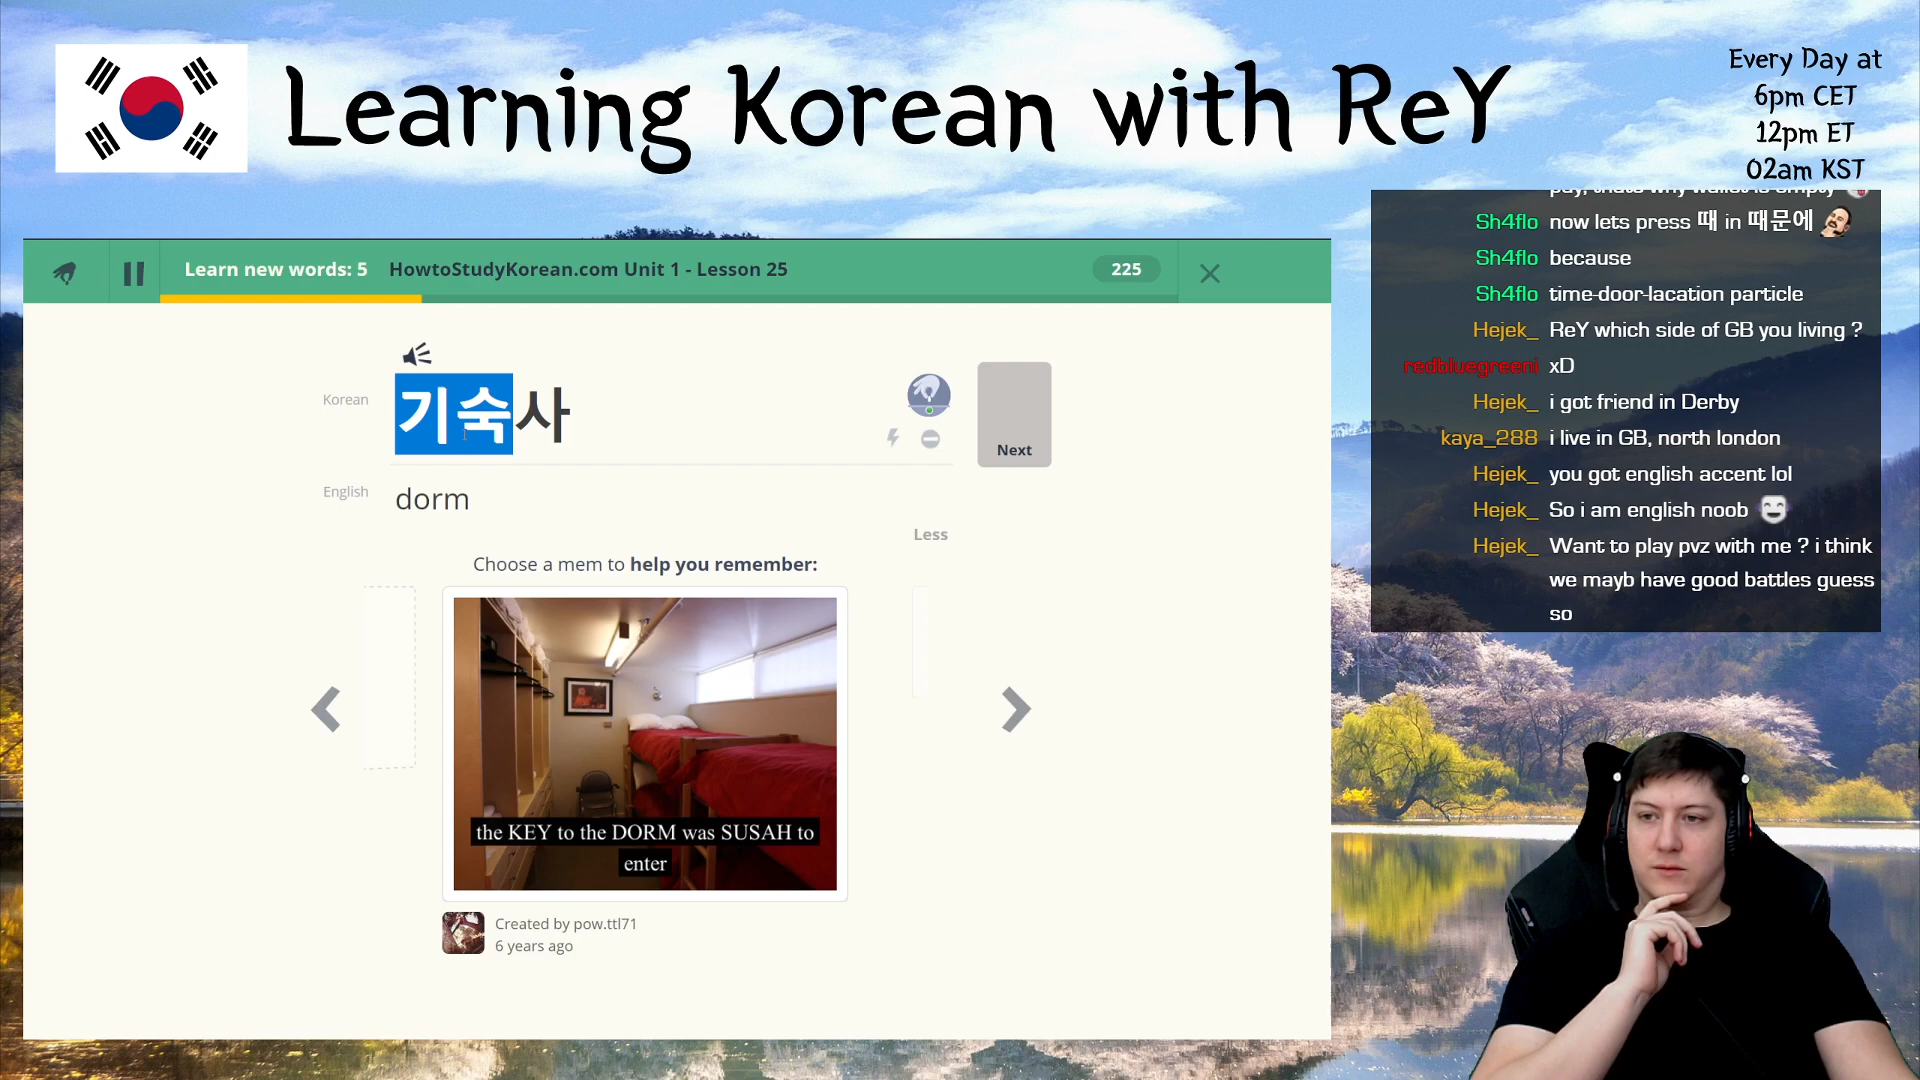 Learning Korean with ReY
Every Day at
6pm CET
12pm ET
02am KST
Learn new words: 5 HowtoStudyKorean.com Unit 1 - Lesson 25 225
Korean
기숙사
Next
English
dorm
Less
Choose a mem to help you remember:
the KEY to the DORM was SUSAH to
enter
Created by pow.ttl71
6 years ago
Sh4flo now lets press 때 in 때문에
Sh4flo because
Sh4flo time-door-lacation particle
Hejek_ ReY which side of GB you living ?
redbluegreeni xD
Hejek_ i got friend in Derby
kaya_288 i live in GB, north london
Hejek_ you got english accent lol
Hejek_ So i am english noob
Hejek_ Want to play pvz with me ? i think
we mayb have good battles guess
so